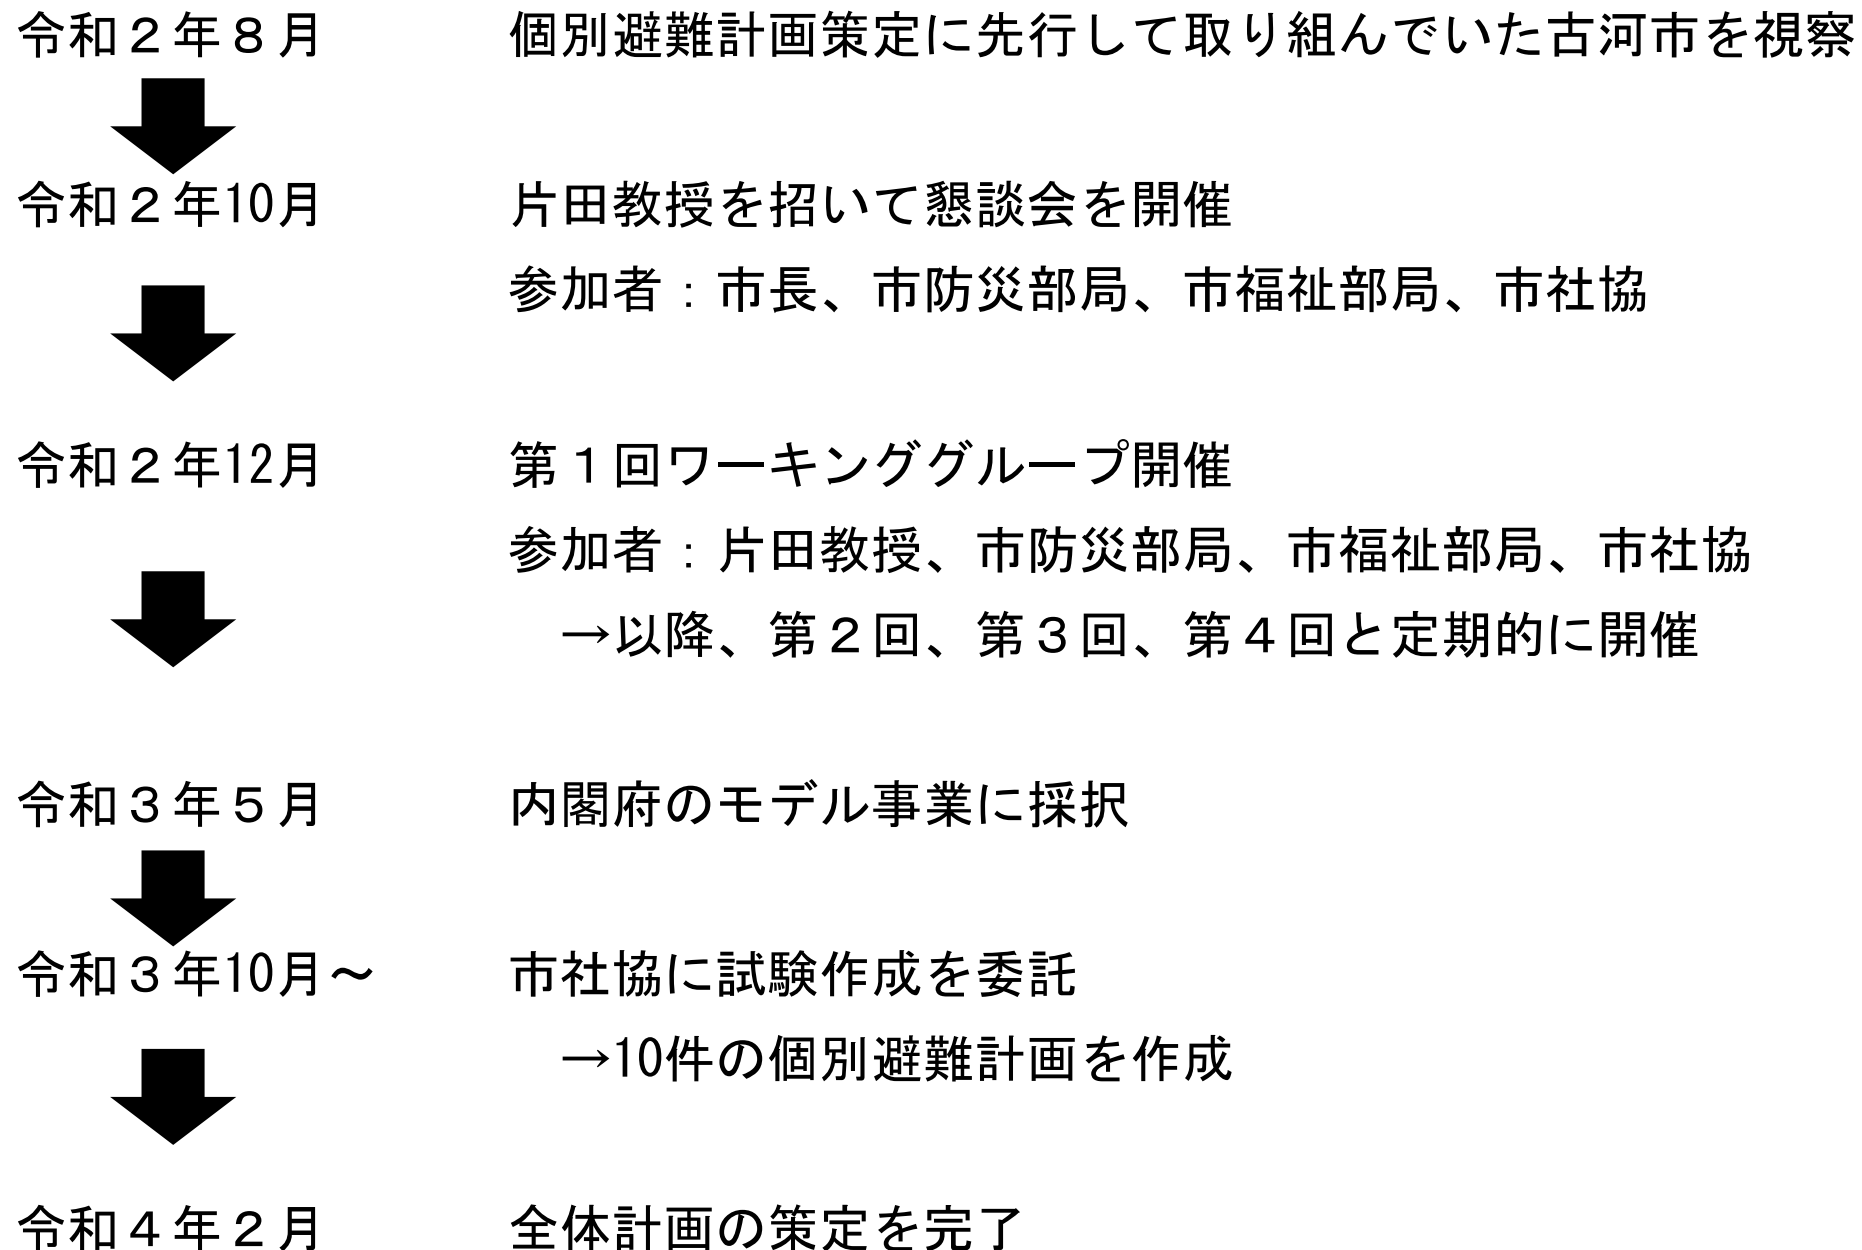 令和２年８月　個別避難計画策定に先行して取り組んでいた古河市を視察
令和２年10月　片田教授を招いて懇談会を開催
参加者：市長、市防災部局、市福祉部局、市社協
令和２年12月　第１回ワーキンググループ開催
参加者：片田教授、市防災部局、市福祉部局、市社協
→以降、第２回、第３回、第４回と定期的に開催
令和３年５月　内閣府のモデル事業に採択
令和３年10月～　市社協に試験作成を委託
→10件の個別避難計画を作成
令和４年２月　全体計画の策定を完了